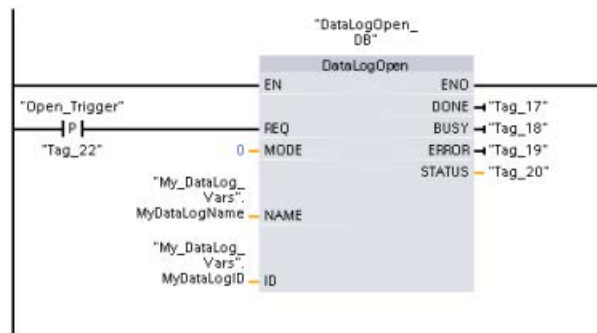 "DataLogOpen_
DB"
DataLogOpen
EN
ENO
"Open_Trigger"
DONE
"Tag_17"
P
REQ
BUSY
"Tag_18"
"Tag_22"
0
MODE
ERROR
"Tag_19"
STATUS
"Tag_20"
"My_DataLog_
Vars".
MyDataLogName
NAME
"My_DataLog_
Vars".
MyDataLogID
ID